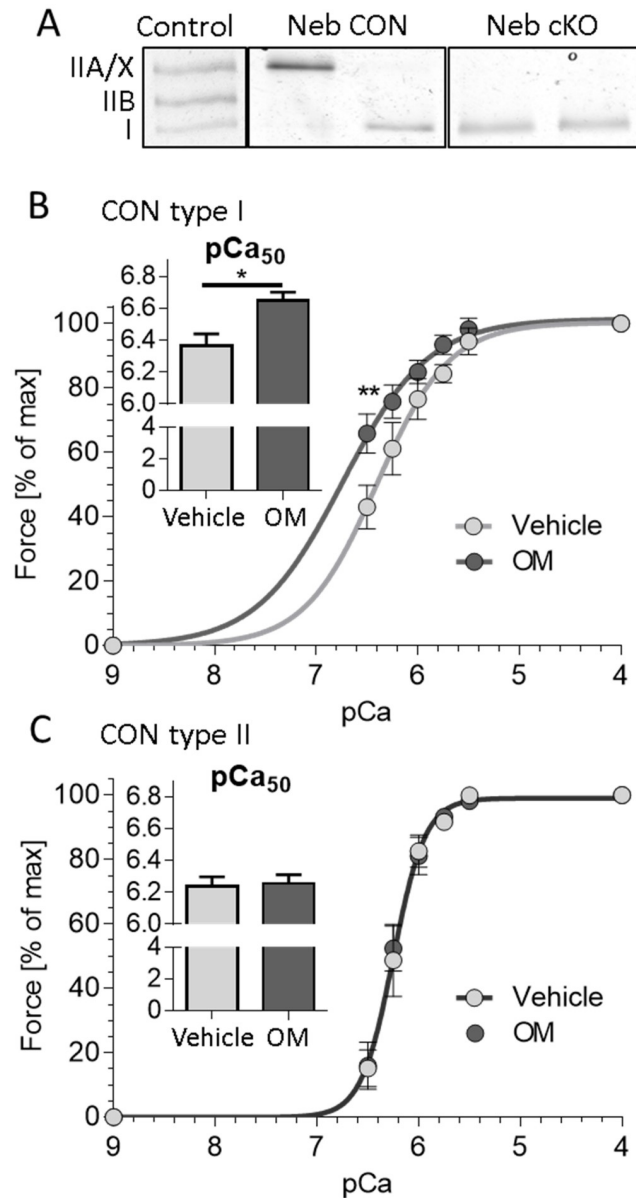 A
Control Neb CON Neb cKO
IIA/X
IIB
I
B CON type I
pCa50
*
6.8
6.6
6.4
6.2
6.0
4
2
0
Vehicle OM
**
100
80
60
40
20
0
Force [% of max]
Vehicle
OM
9 8 7 6 5 4
pCa
C CON type II
pCa50
6.8
6.6
6.4
6.2
6.0
4
2
0
Vehicle OM
100
80
60
40
20
0
Force [% of max]
Vehicle
OM
9 8 7 6 5 4
pCa